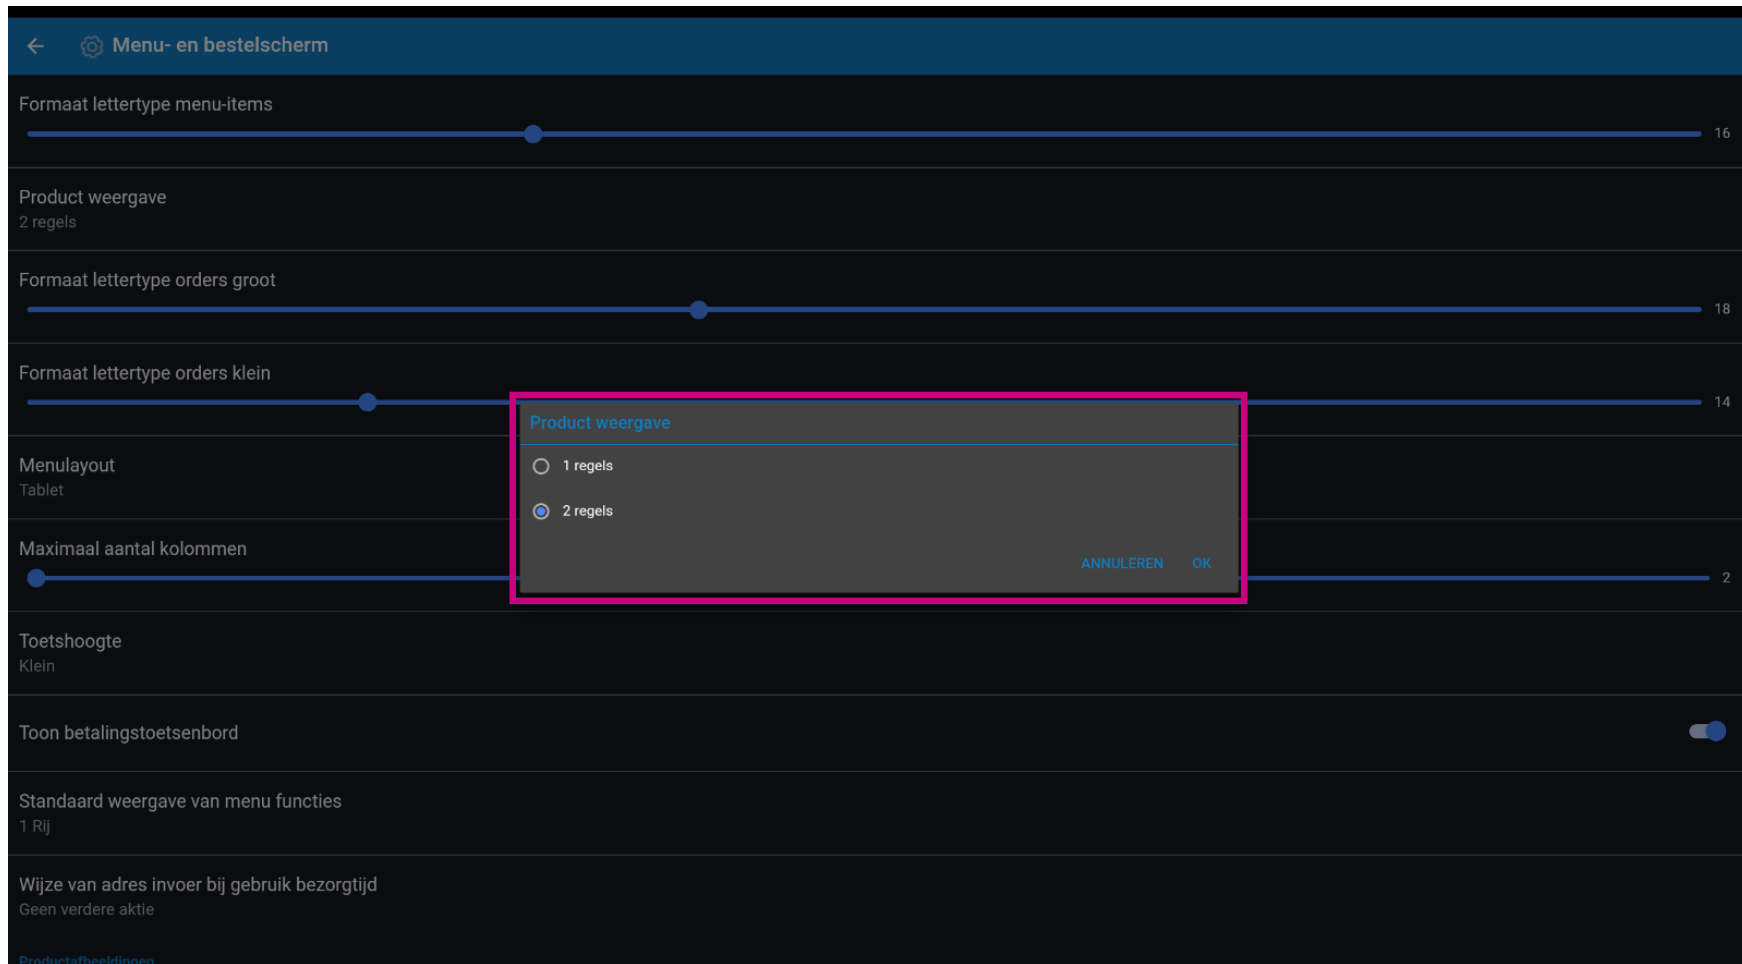 Menu- en bestelscherm
Formaat lettertype menu-items
16
Product weergave
2 regels
Formaat lettertype orders groot
18
Formaat lettertype orders klein
14
Product weergave
1 regels
2 regels
ANNULEREN OK
Menulayout
Tablet
Maximaal aantal kolommen
2
Toetshoogte
Klein
Toon betalingstoetsenbord
Standaard weergave van menu functies
1 Rij
Wijze van adres invoer bij gebruik bezorgtijd
Geen verdere aktie
Productafbeeldingen